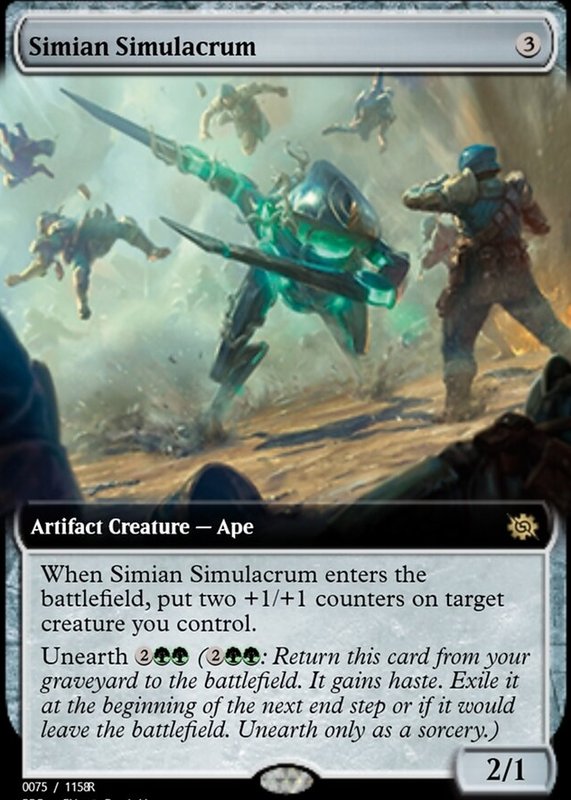 Simian Simulacrum 3
Artifact Creature — Ape
When Simian Simulacrum enters the
battlefield, put two +1/+1 counters on target
creature you control.
Unearth 2 (2: Return this card from your
graveyard to the battlefield. It gains haste. Exile it
at the beginning of the next end step or if it would
leave the battlefield. Unearth only as a sorcery.)
2/1
0075 / 1158R